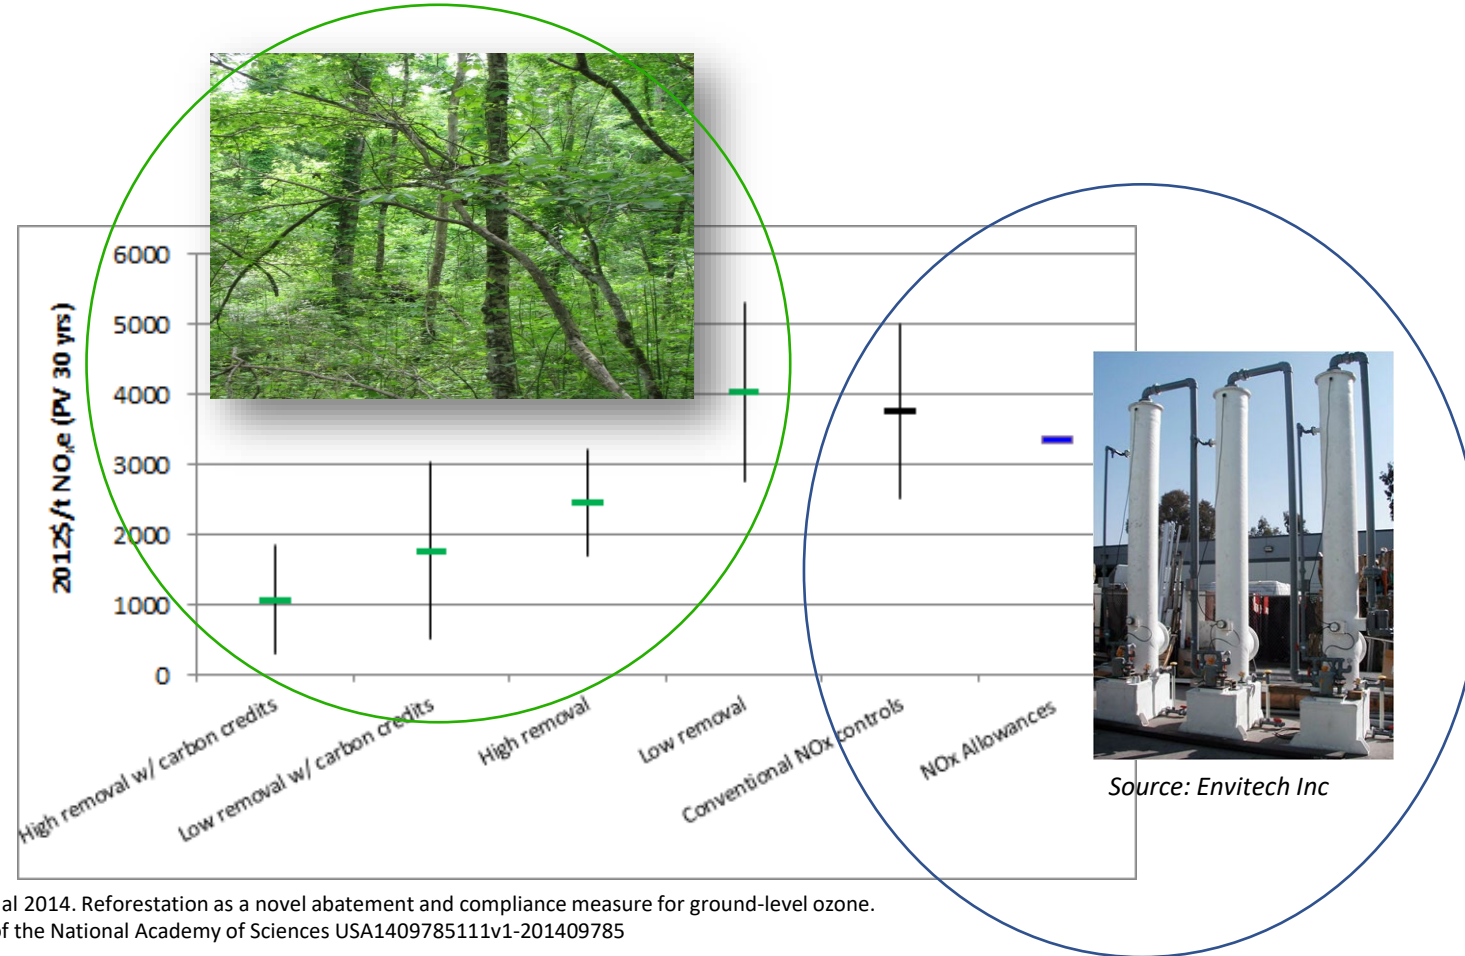 6000
5000
4000
3000
2000
1000
0
2012$/t NOxe (PV 30 yrs)
High removal w/ carbon credits
Low removal w/ carbon credits
High removal
Low removal
Conventional NOx controls
NOx Allowances
Source: Envitech Inc
al 2014. Reforestation as a novel abatement and compliance measure for ground-level ozone.
of the National Academy of Sciences USA1409785111v1-201409785